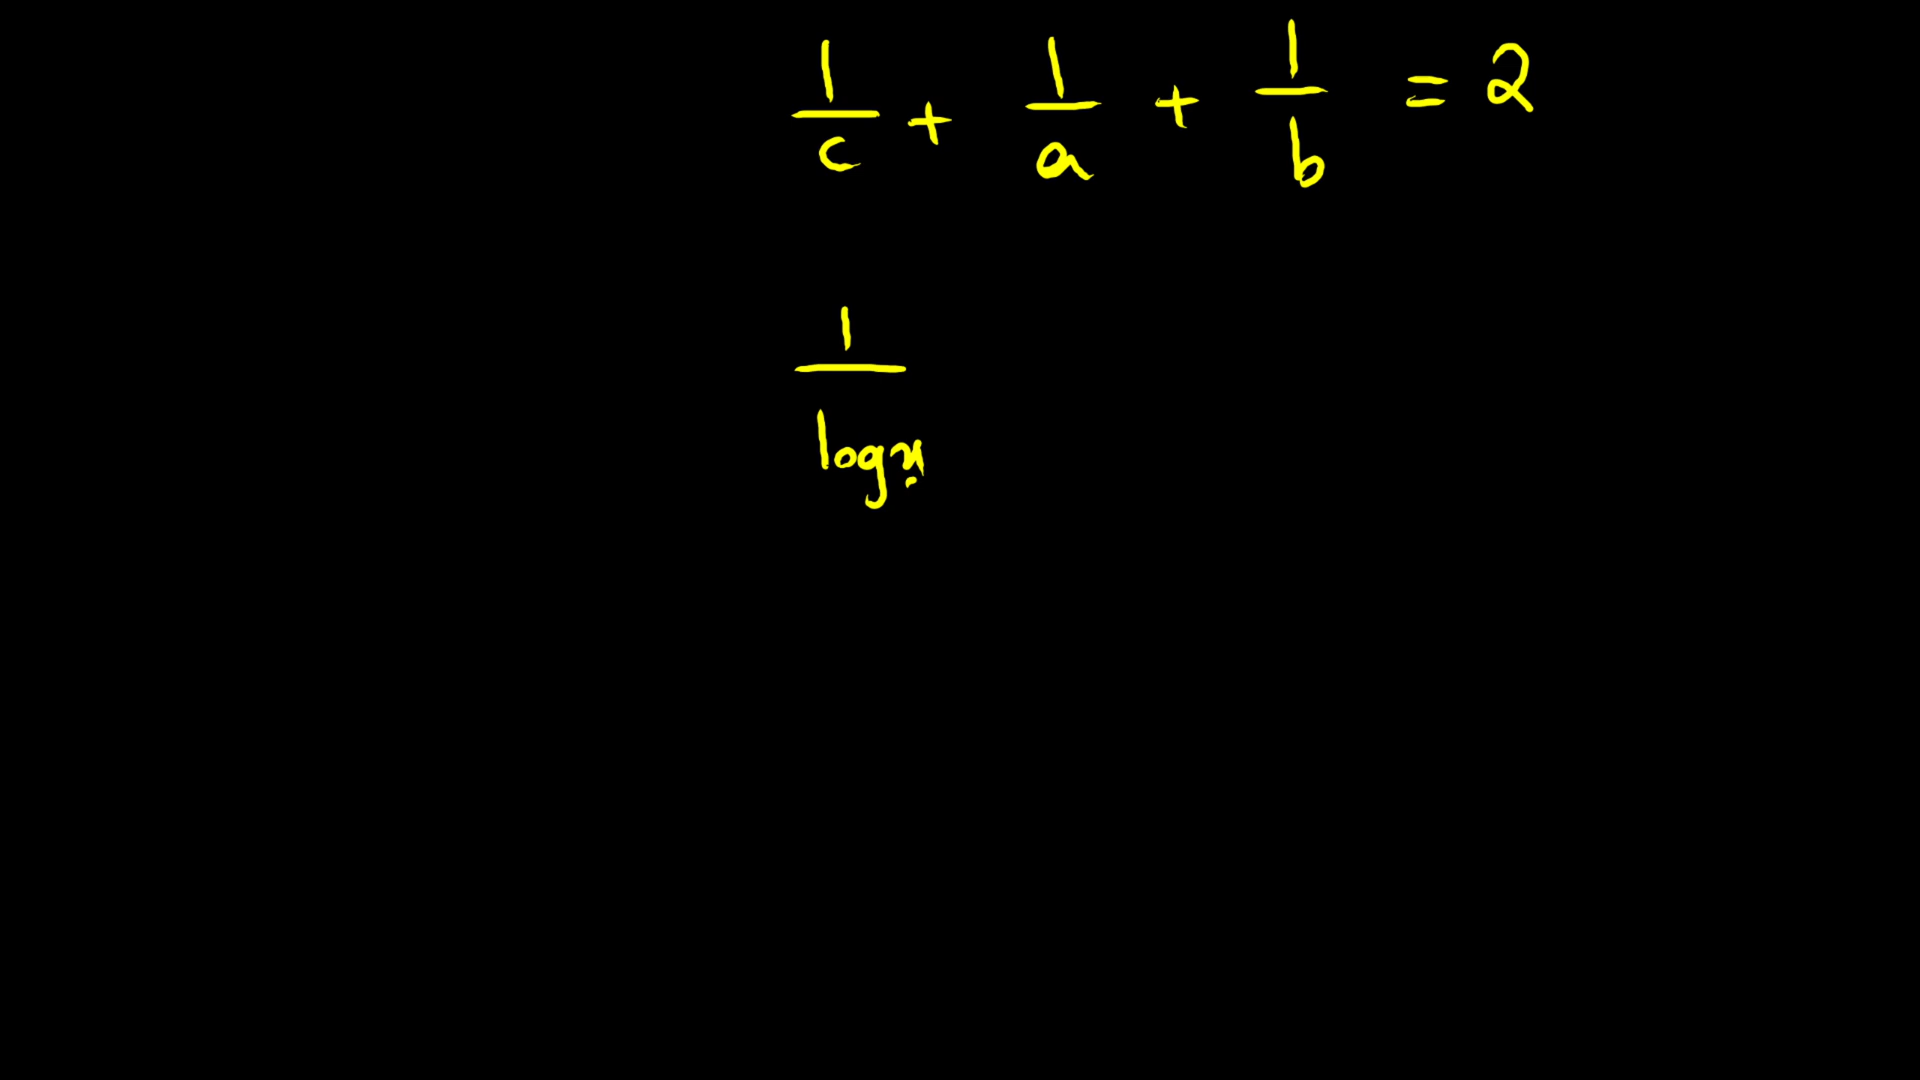 1/c + 1/a + 1/b = 2
1/log x